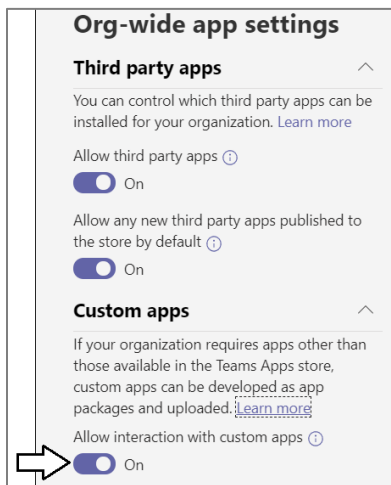 Org-wide app settings
Third party apps
You can control which third party apps can be
installed for your organization. Learn more
Allow third party apps
On
Allow any new third party apps published to
the store by default
On
Custom apps
If your organization requires apps other than
those available in the Teams Apps store,
custom apps can be developed as app
packages and uploaded. Learn more
Allow interaction with custom apps
On